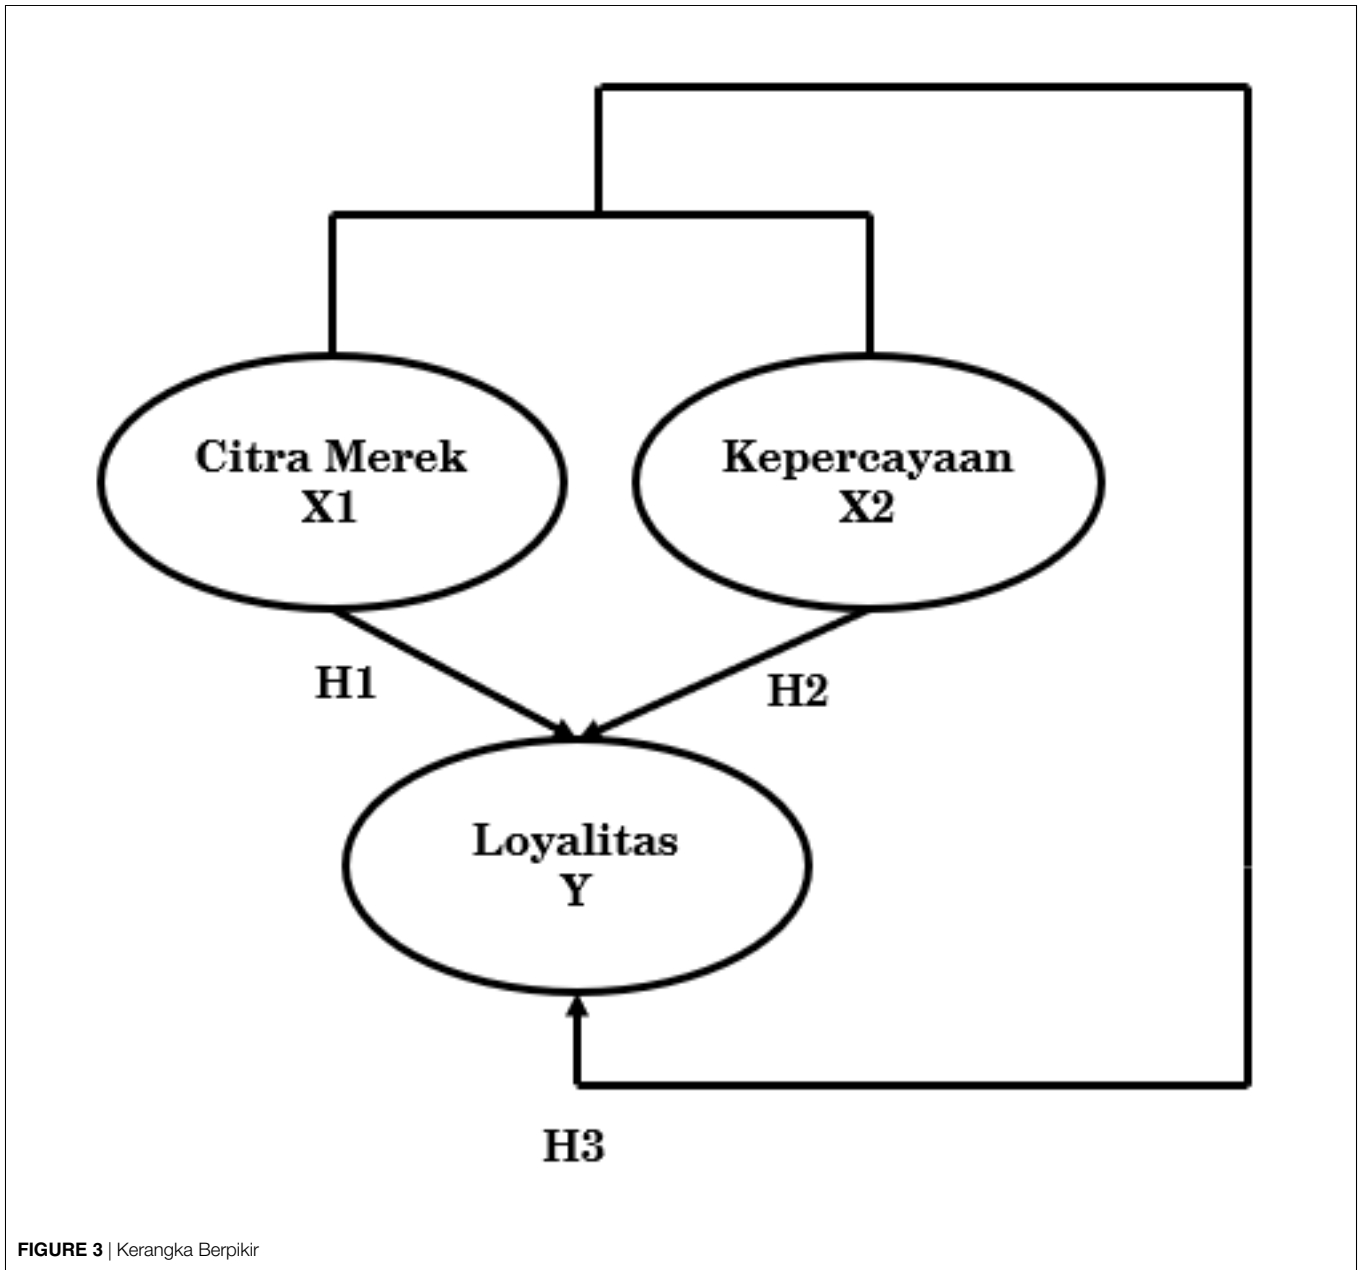 Citra Merek
X1
Kepercayaan
X2
H1
H2
Loyalitas
Y
H3
FIGURE 3 | Kerangka Berpikir